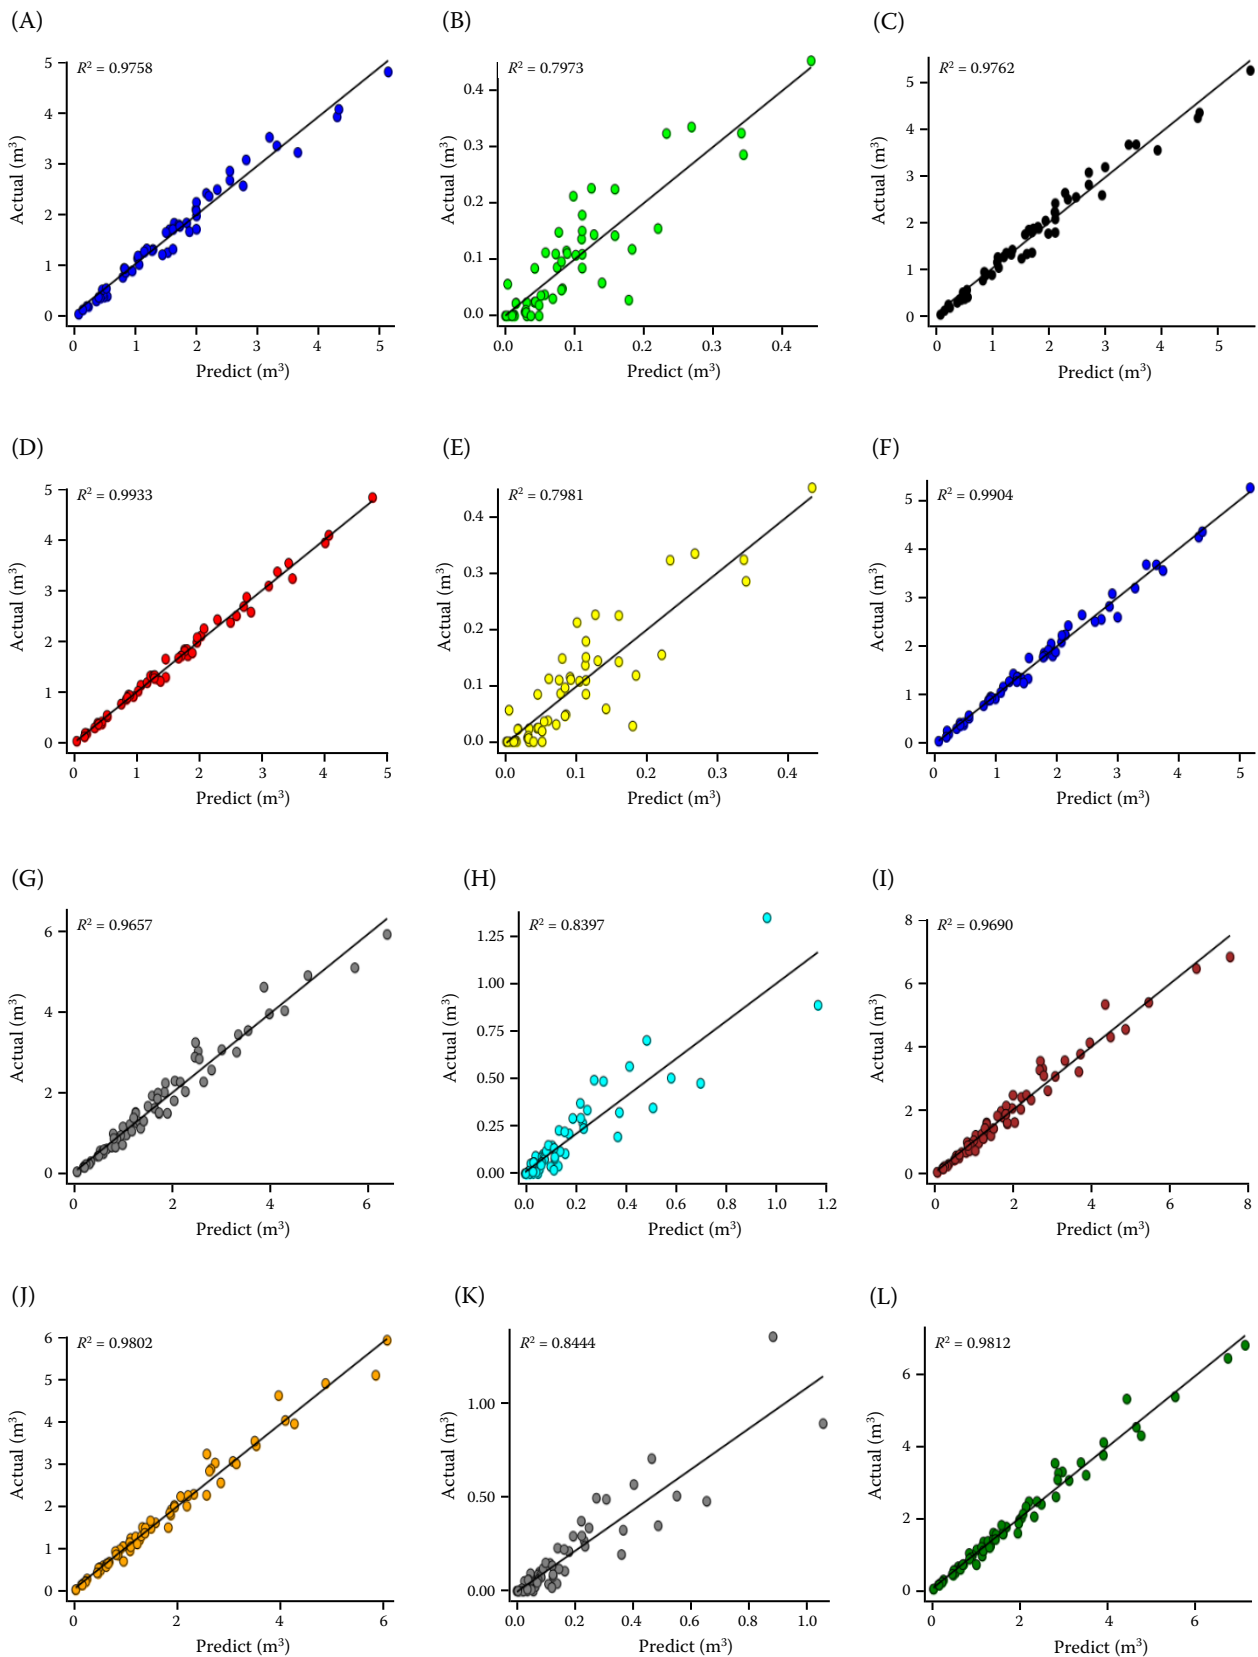 (A)
R² = 0.9758
5
4
3
2
1
0
Actual (m³)
0 1 2 3 4 5
Predict (m³)
(B)
R² = 0.7973
0.4
0.3
0.2
0.1
0.0
Actual (m³)
0.0 0.1 0.2 0.3 0.4
Predict (m³)
(C)
R² = 0.9762
5
4
3
2
1
0
Actual (m³)
0 1 2 3 4 5
Predict (m³)
(D)
R² = 0.9933
5
4
3
2
1
0
Actual (m³)
0 1 2 3 4 5
Predict (m³)
(E)
R² = 0.7981
0.4
0.3
0.2
0.1
0.0
Actual (m³)
0.0 0.1 0.2 0.3 0.4
Predict (m³)
(F)
R² = 0.9904
5
4
3
2
1
0
Actual (m³)
0 1 2 3 4 5
Predict (m³)
(G)
R² = 0.9657
6
4
2
0
Actual (m³)
0 2 4 6
Predict (m³)
(H)
R² = 0.8397
1.25
1.00
0.75
0.50
0.25
0.00
Actual (m³)
0.0 0.2 0.4 0.6 0.8 1.0 1.2
Predict (m³)
(I)
R² = 0.9690
8
6
4
2
0
Actual (m³)
0 2 4 6 8
Predict (m³)
(J)
R² = 0.9802
6
5
4
3
2
1
0
Actual (m³)
0 2 4 6
Predict (m³)
(K)
R² = 0.8444
1.00
0.50
0.00
Actual (m³)
0.0 0.2 0.4 0.6 0.8 1.0
Predict (m³)
(L)
R² = 0.9812
6
4
2
0
Actual (m³)
0 2 4 6
Predict (m³)